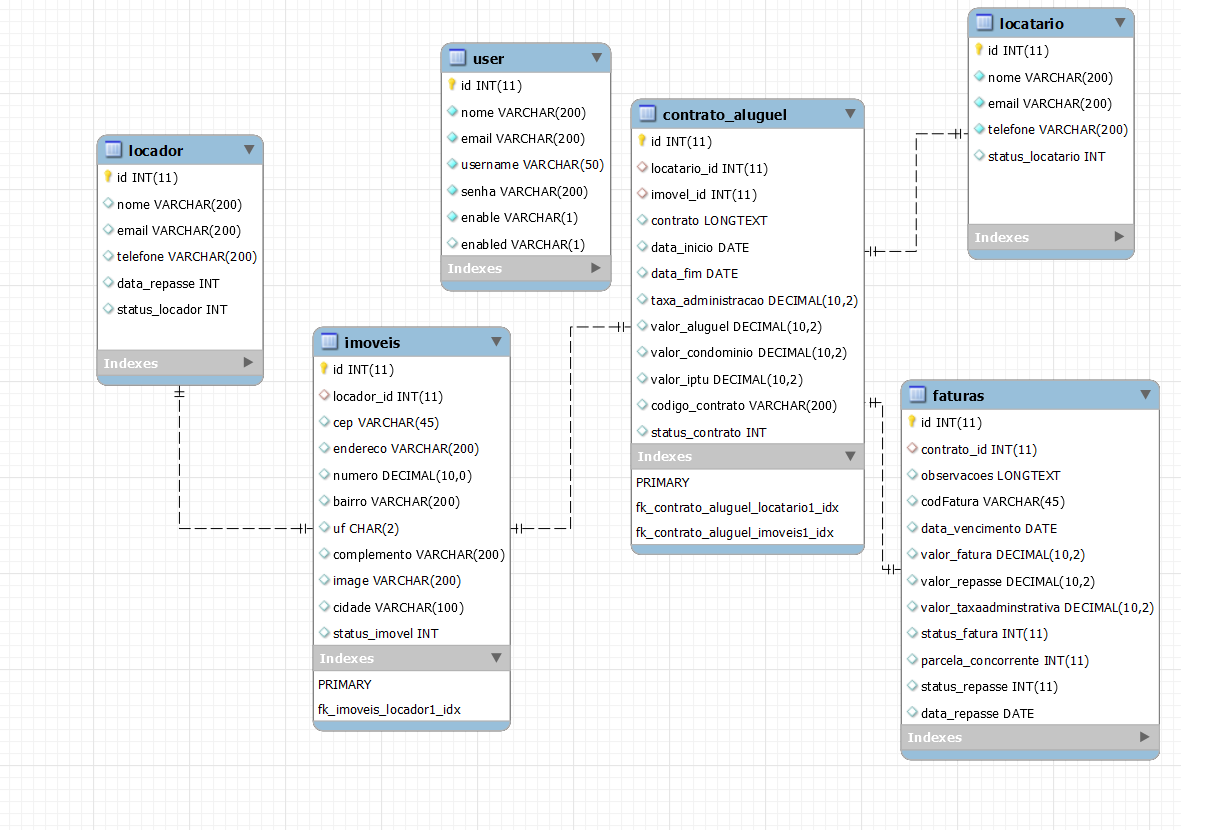 locador
id INT(11)
nome VARCHAR(200)
email VARCHAR(200)
telefone VARCHAR(200)
data_repasse INT
status_locador INT
Indexes
user
id INT(11)
nome VARCHAR(200)
email VARCHAR(200)
username VARCHAR(50)
senha VARCHAR(200)
enable VARCHAR(1)
enabled VARCHAR(1)
Indexes
imoveis
id INT(11)
locador_id INT(11)
cep VARCHAR(45)
endereco VARCHAR(200)
numero DECIMAL(10,0)
bairro VARCHAR(200)
uf CHAR(2)
complemento VARCHAR(200)
image VARCHAR(200)
cidade VARCHAR(100)
status_imovel INT
Indexes
PRIMARY
fk_imoveis_locador1_idx
contrato_aluguel
id INT(11)
locatario_id INT(11)
imovel_id INT(11)
contrato LONGTEXT
data_inicio DATE
data_fim DATE
taxa_administracao DECIMAL(10,2)
valor_aluguel DECIMAL(10,2)
valor_condominio DECIMAL(10,2)
valor_iptu DECIMAL(10,2)
codigo_contrato VARCHAR(200)
status_contrato INT
Indexes
PRIMARY
fk_contrato_aluguel_locatario1_idx
fk_contrato_aluguel_imoveis1_idx
locatario
id INT(11)
nome VARCHAR(200)
email VARCHAR(200)
telefone VARCHAR(200)
status_locatario INT
Indexes
faturas
id INT(11)
contrato_id INT(11)
observacoes LONGTEXT
codFatura VARCHAR(45)
data_vencimento DATE
valor_fatura DECIMAL(10,2)
valor_repasse DECIMAL(10,2)
valor_taxaadminstrativa DECIMAL(10,2)
status_fatura INT(11)
parcela_concorrente INT(11)
status_repasse INT(11)
data_repasse DATE
Indexes